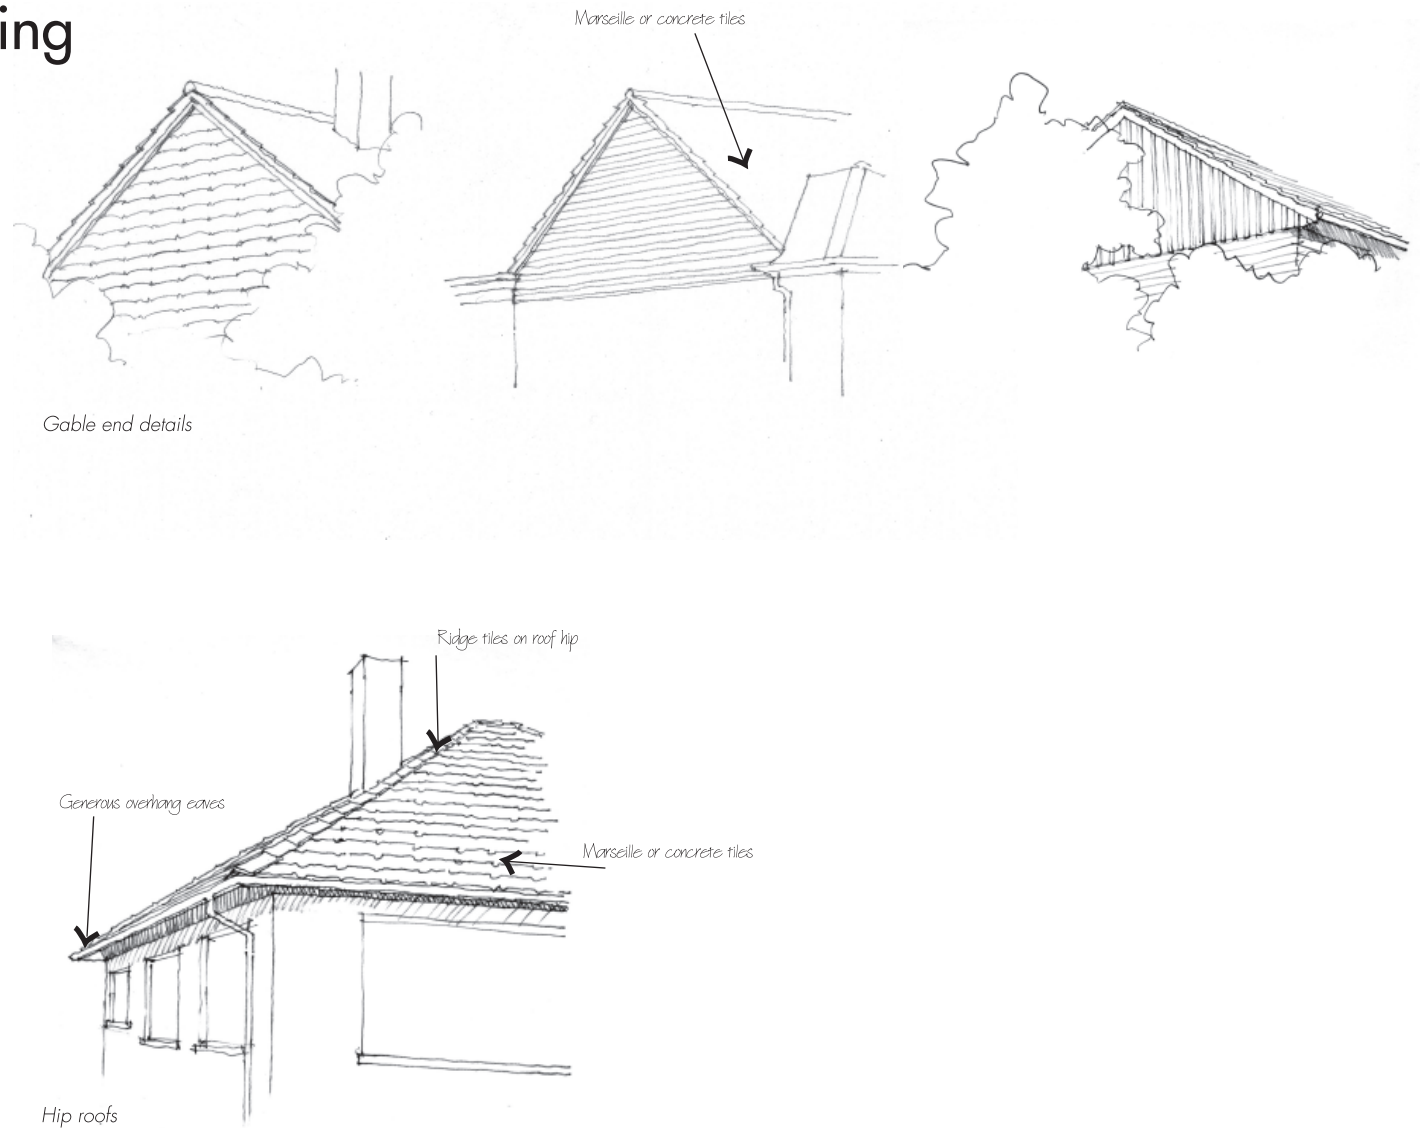 ing
Marseille or concrete tiles
Gable end details
Ridge tiles on roof hip
Generous overhang eaves
Marseille or concrete tiles
Hip roofs